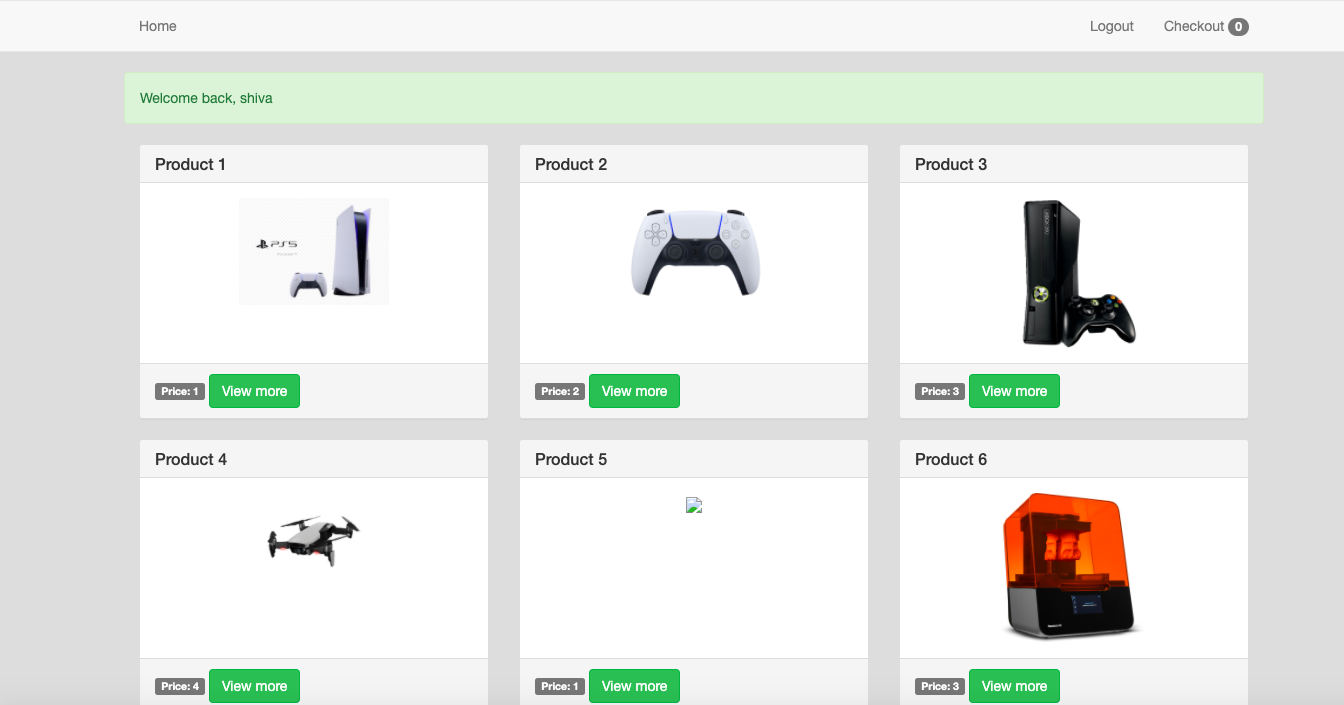 Home
Logout
Checkout 0
Welcome back, shiva
Product 1
Product 2
Product 3
PS5
Price: 1 View more
Price: 2 View more
Price: 3 View more
Product 4
Product 5
Product 6
Price: 4 View more
Price: 1 View more
Price: 3 View more